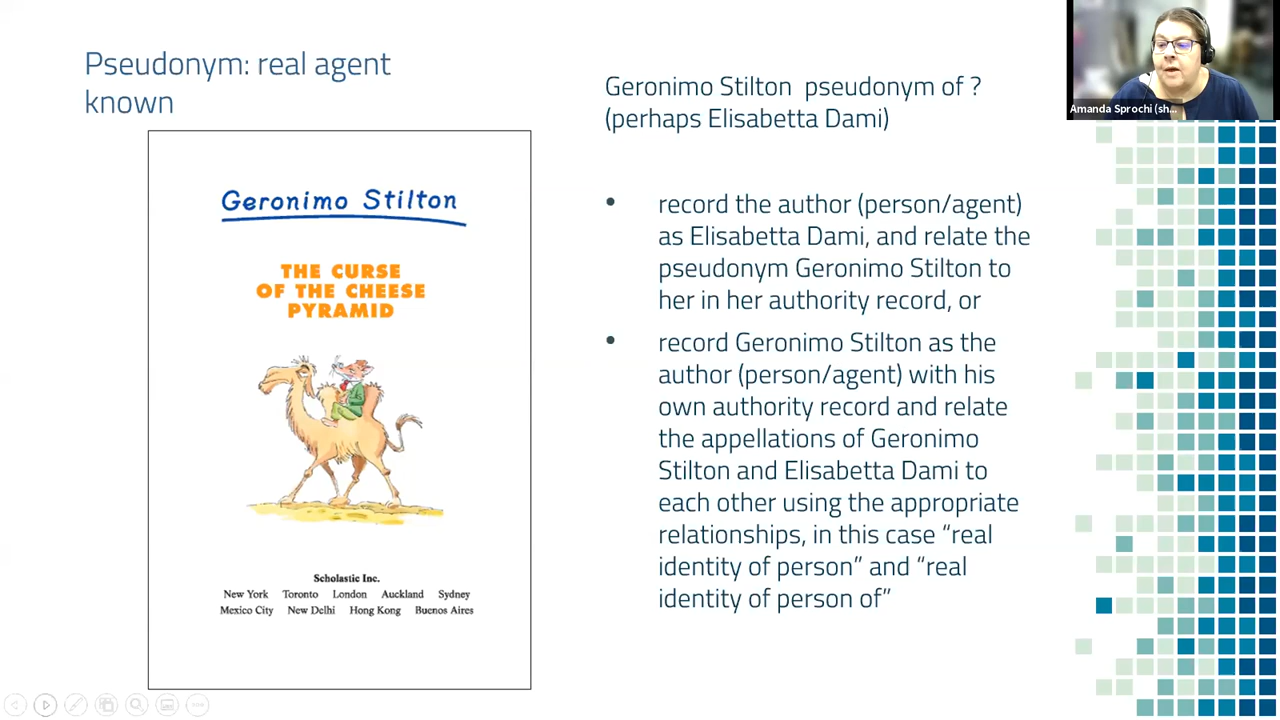 Pseudonym: real agent
known
Geronimo Stilton
THE CURSE
OF THE CHEESE
PYRAMID
Scholastic Inc.
New York Toronto London Auckland Sydney
Mexico City New Delhi Hong Kong Buenos Aires
Geronimo Stilton pseudonym of ?
(perhaps Elisabetta Dami)
• record the author (person/agent)
as Elisabetta Dami, and relate the
pseudonym Geronimo Stilton to
her in her authority record, or
• record Geronimo Stilton as the
author (person/agent) with his
own authority record and relate
the appellations of Geronimo
Stilton and Elisabetta Dami to
each other using the appropriate
relationships, in this case “real
identity of person” and “real
identity of person of”
Amanda Sprochi (sh...